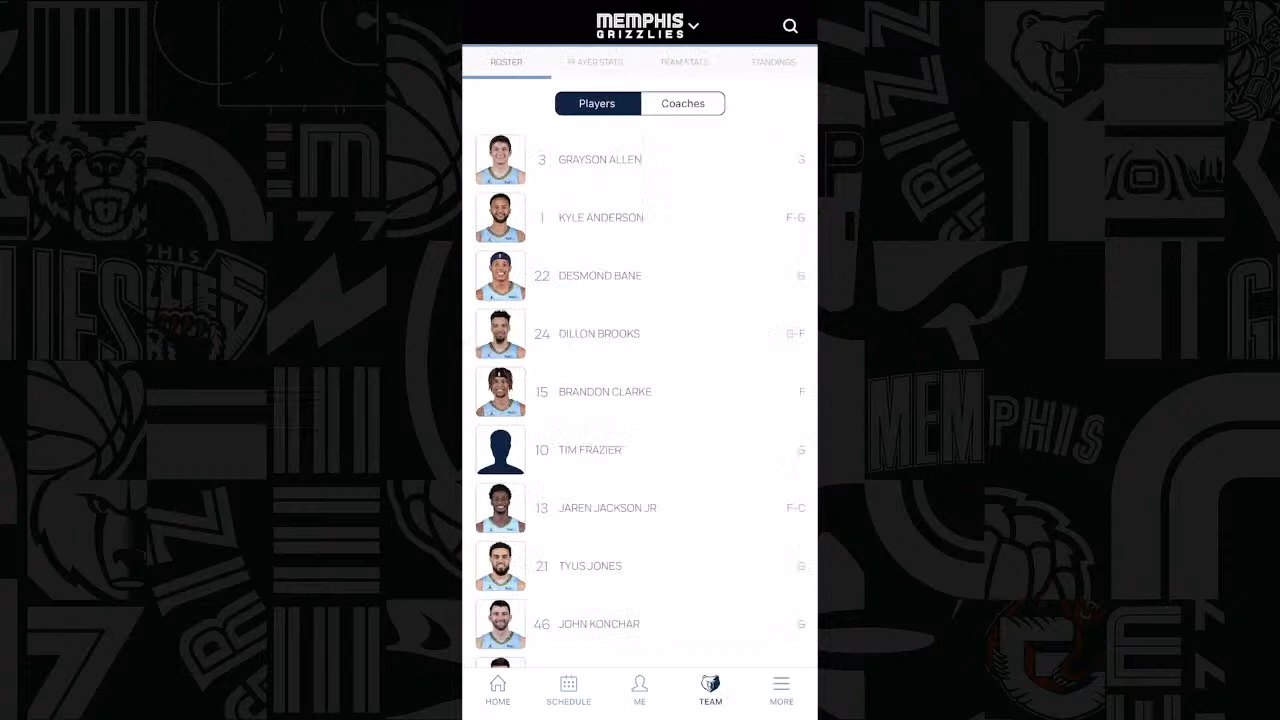 MEMPHIS
GRIZZLIES
ROSTER PLAYER STATS TEAM STATS STANDINGS
Players Coaches
3 GRAYSON ALLEN G
1 KYLE ANDERSON F-G
22 DESMOND BANE G
24 DILLON BROOKS G-F
15 BRANDON CLARKE F
10 TIM FRAZIER G
13 JAREN JACKSON JR F-C
21 TYUS JONES G
46 JOHN KONCHAR G
HOME SCHEDULE ME TEAM MORE
MEMPHIS